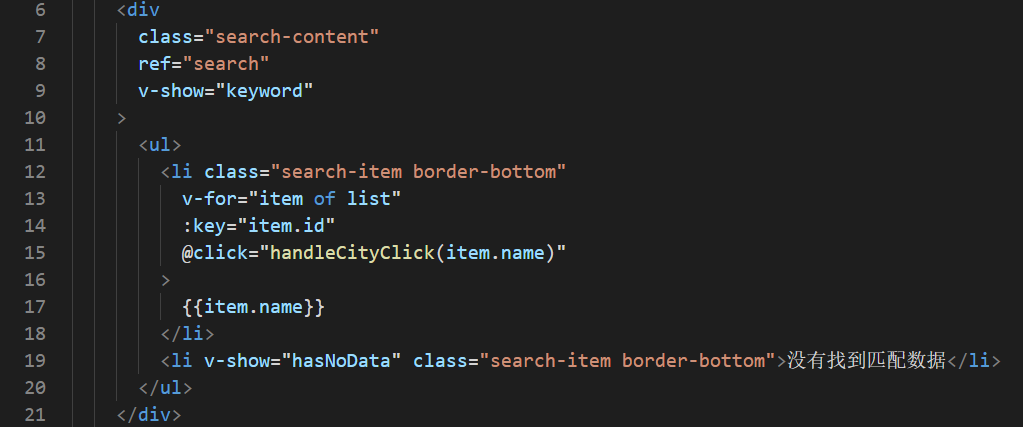 6 <div
7 class="search-content"
8 ref="search"
9 v-show="keyword"
10 >
11 <ul>
12 <li class="search-item border-bottom"
13 v-for="item of list"
14 :key="item.id"
15 @click="handleCityClick(item.name)"
16 >
17 {{item.name}}
18 </li>
19 <li v-show="hasNoData" class="search-item border-bottom">没有找到匹配数据</li>
20 </ul>
21 </div>